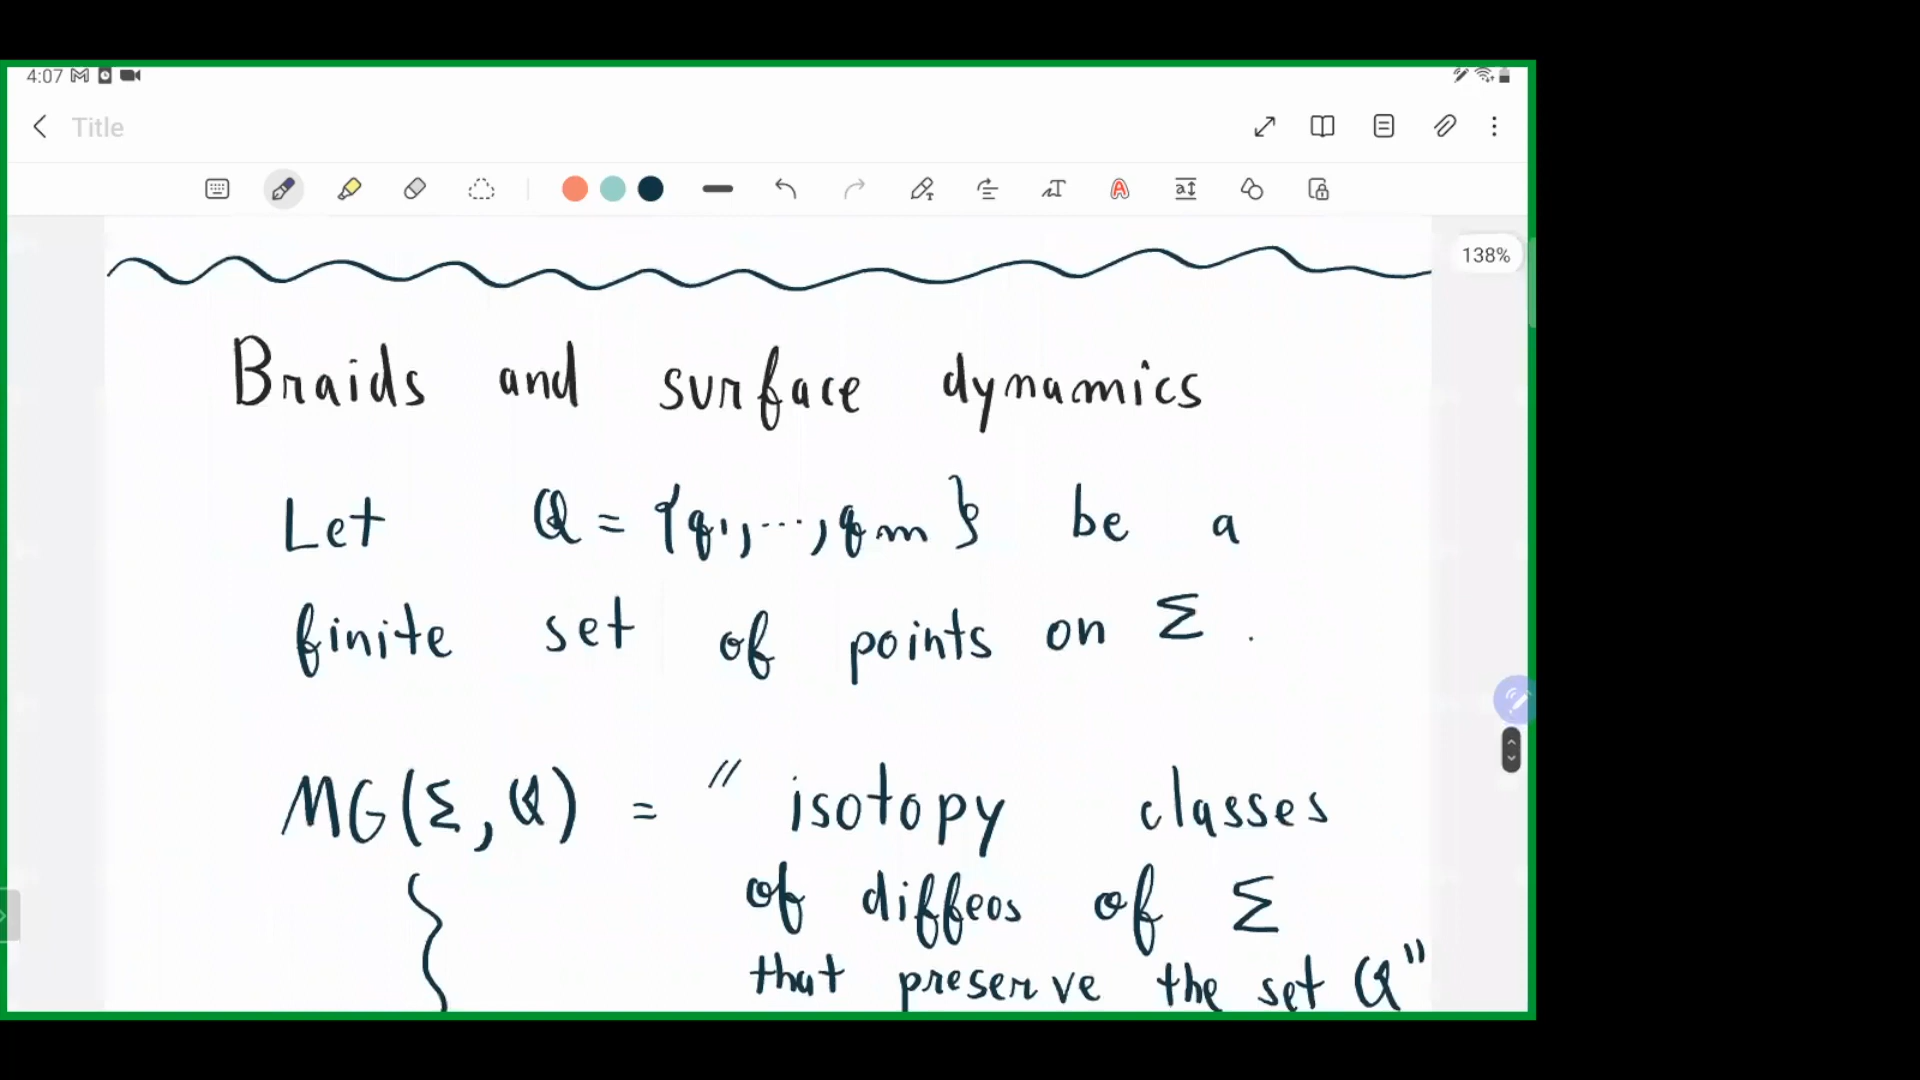 4:07
Title
138%
Braids and surface dynamics
Let Q = {q1, ..., qm} be a
finite set of points on Σ.
MG(Σ, Q) = "isotopy classes
of diffeos of Σ
that preserve the set Q"